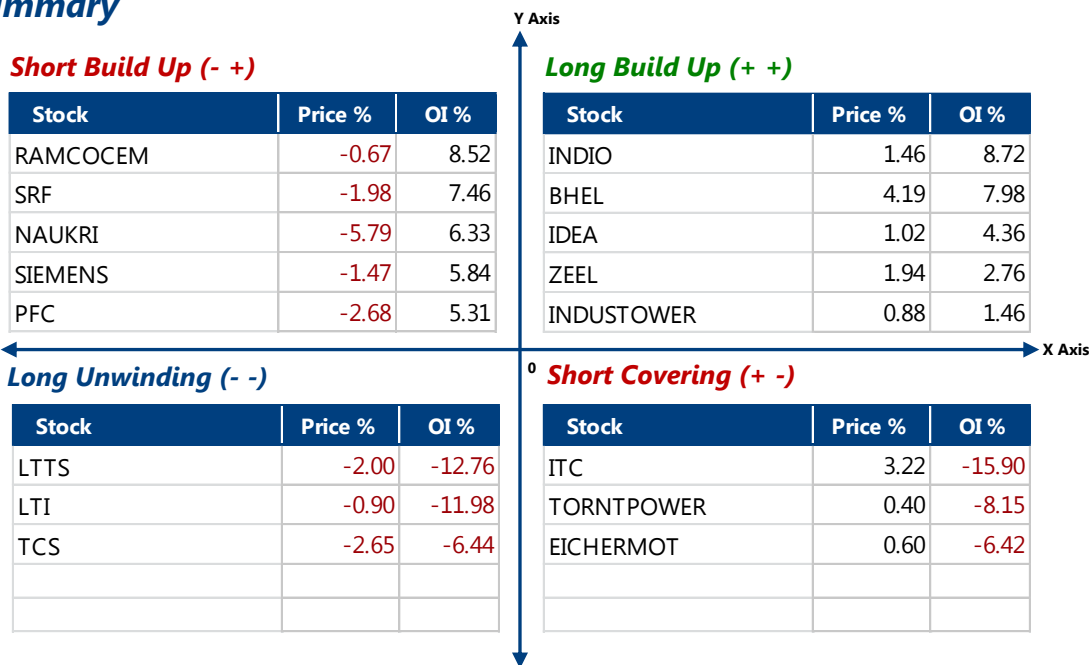 Summary
Y Axis
Short Build Up (- +)
Stock Price % OI %
RAMCOCEM -0.67 8.52
SRF -1.98 7.46
NAUKRI -5.79 6.33
SIEMENS -1.47 5.84
PFC -2.68 5.31
Long Build Up (+ +)
Stock Price % OI %
INDIO 1.46 8.72
BHEL 4.19 7.98
IDEA 1.02 4.36
ZEEL 1.94 2.76
INDUSTOWER 0.88 1.46
X Axis
0
Long Unwinding (- -)
Stock Price % OI %
LTTS -2.00 -12.76
LTI -0.90 -11.98
TCS -2.65 -6.44
Short Covering (+ -)
Stock Price % OI %
ITC 3.22 -15.90
TORNTPOWER 0.40 -8.15
EICHERMOT 0.60 -6.42